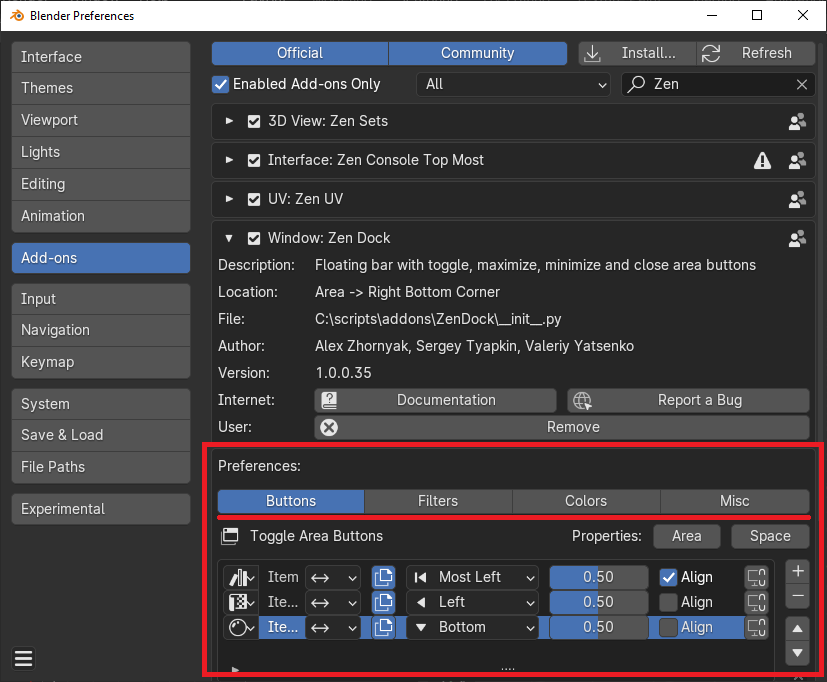 Blender Preferences
Interface
Themes
Viewport
Lights
Editing
Animation
Add-ons
Input
Navigation
Keymap
System
Save & Load
File Paths
Experimental
Official Community Install... Refresh
Enabled Add-ons Only All Zen
3D View: Zen Sets
Interface: Zen Console Top Most
UV: Zen UV
Window: Zen Dock
Description: Floating bar with toggle, maximize, minimize and close area buttons
Location: Area -> Right Bottom Corner
File: C:\scripts\addons\ZenDock\__init__.py
Author: Alex Zhornyak, Sergey Tyapkin, Valeriy Yatsenko
Version: 1.0.0.35
Internet: Documentation Report a Bug
User: Remove
Preferences:
Buttons Filters Colors Misc
Toggle Area Buttons Properties: Area Space
Item Most Left 0.50 Align
Ite... Left 0.50 Align
Ite... Bottom 0.50 Align